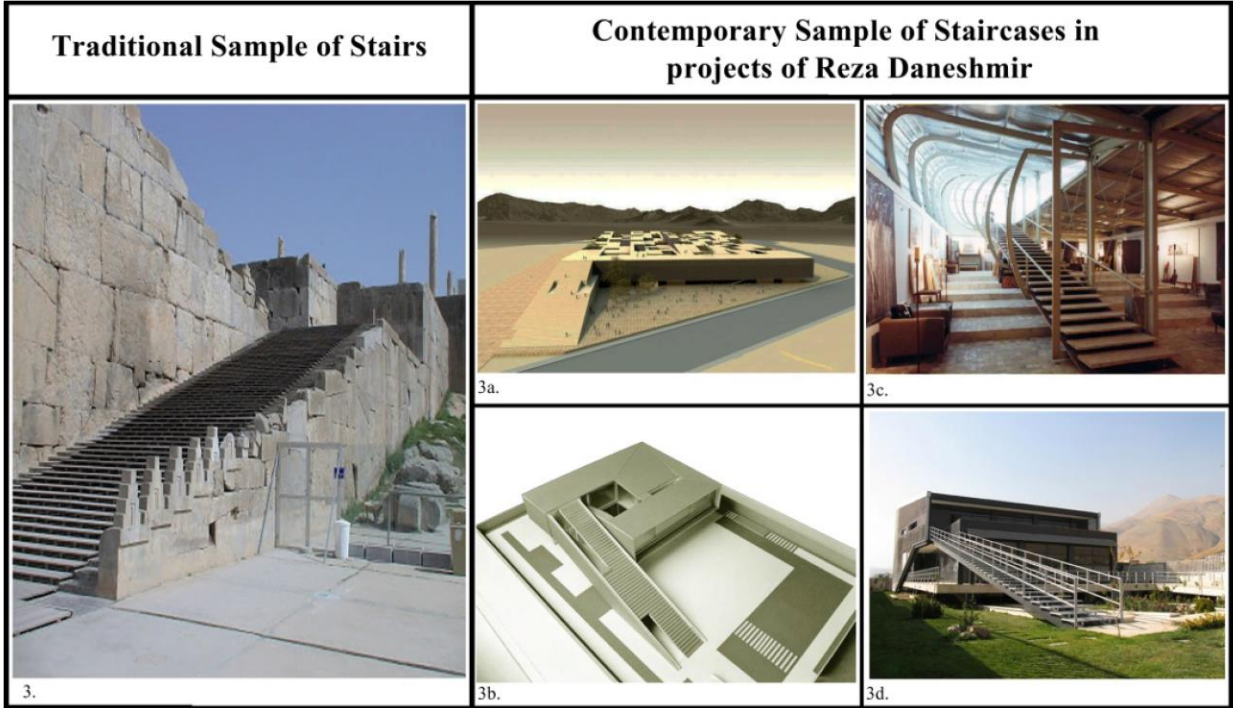 Traditional Sample of Stairs
Contemporary Sample of Staircases in
projects of Reza Daneshmir
3.
3a.
3c.
3b.
3d.